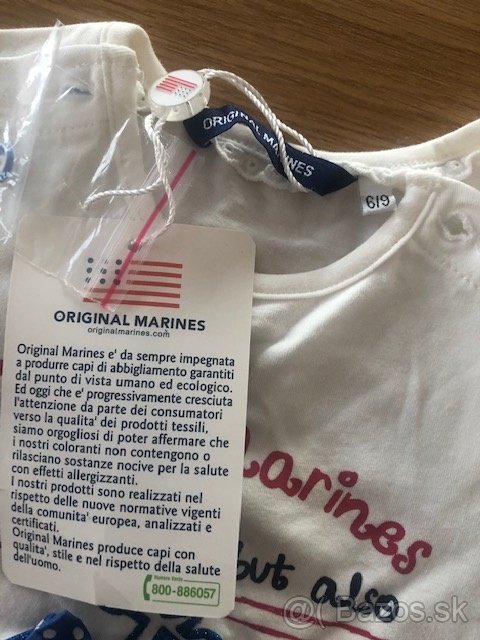 ORIGINAL MARINES
6/9
ORIGINAL MARINES
originalmarines.com
Original Marines e' da sempre impegnata
a produrre capi di abbigliamento garantiti
dal punto di vista umano ed ecologico.
Ed oggi che e' progressivamente cresciuta
l'attenzione da parte dei consumatori
verso la qualita' dei prodotti tessili,
siamo orgogliosi di poter affermare che
i nostri coloranti non contengono o
rilasciano sostanze nocive per la salute
con effetti allergizzanti.
I nostri prodotti sono realizzati nel
rispetto delle nuove normative vigenti
della comunita' europea, analizzati e
certificati.
Original Marines produce capi con
qualita', stile e nel rispetto della salute
dell'uomo.
Numero Verde
800-886057
Marines
but also
Bazos.sk